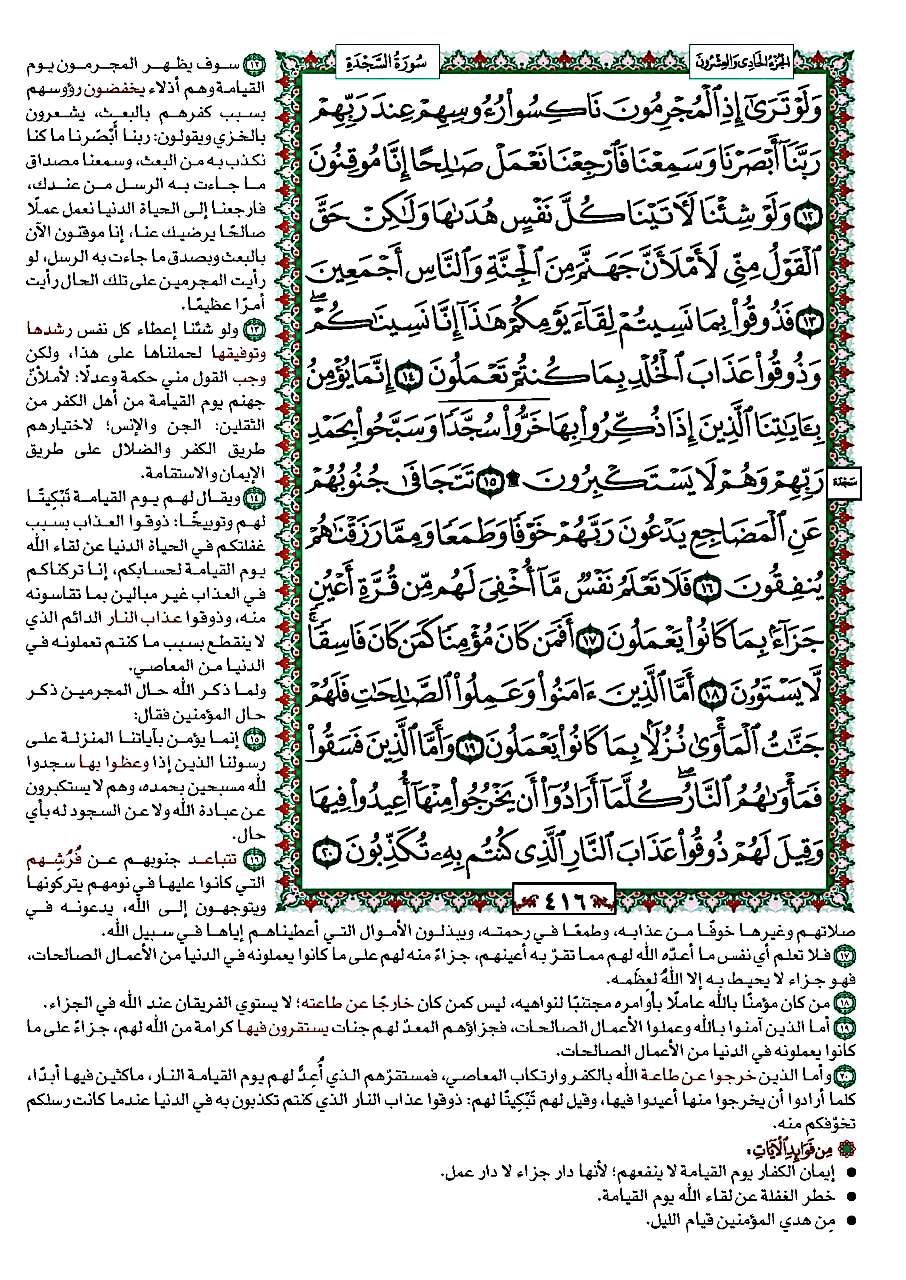 الجزء الحادي والعشرون
سورة السجدة
وَلَوْ تَرَىٰٓ إِذِ ٱلْمُجْرِمُونَ نَاكِسُوا۟ رُءُوسِهِمْ عِندَ رَبِّهِمْ
رَبَّنَآ أَبْصَرْنَا وَسَمِعْنَا فَٱرْجِعْنَا نَعْمَلْ صَـٰلِحًا إِنَّا مُوقِنُونَ
١٢ وَلَوْ شِئْنَا لَـَٔاتَيْنَا كُلَّ نَفْسٍ هُدَىٰهَا وَلَـٰكِنْ حَقَّ
ٱلْقَوْلُ مِنِّى لَأَمْلَأَنَّ جَهَنَّمَ مِنَ ٱلْجِنَّةِ وَٱلنَّاسِ أَجْمَعِينَ
١٣ فَذُوقُوا۟ بِمَا نَسِيتُمْ لِقَآءَ يَوْمِكُمْ هَـٰذَآ إِنَّا نَسِينَـٰكُمْ ۖ
وَذُوقُوا۟ عَذَابَ ٱلْخُلْدِ بِمَا كُنتُمْ تَعْمَلُونَ ١٤ إِنَّمَا يُؤْمِنُ
بِـَٔايَـٰتِنَا ٱلَّذِينَ إِذَا ذُكِّرُوا۟ بِهَا خَرُّوا۟ سُجَّدًا وَسَبَّحُوا۟ بِحَمْدِ
رَبِّهِمْ وَهُمْ لَا يَسْتَكْبِرُونَ ۩ ١٥ تَتَجَافَىٰ جُنُوبُهُمْ
سجدة
عَنِ ٱلْمَضَاجِعِ يَدْعُونَ رَبَّهُمْ خَوْفًا وَطَمَعًا وَمِمَّا رَزَقْنَـٰهُمْ
يُنفِقُونَ ١٦ فَلَا تَعْلَمُ نَفْسٌ مَّآ أُخْفِىَ لَهُم مِّن قُرَّةِ أَعْيُنٍ
جَزَآءًۢ بِمَا كَانُوا۟ يَعْمَلُونَ ١٧ أَفَمَن كَانَ مُؤْمِنًا كَمَن كَانَ فَاسِقًا ۚ
لَّا يَسْتَوُۥنَ ١٨ أَمَّا ٱلَّذِينَ ءَامَنُوا۟ وَعَمِلُوا۟ ٱلصَّـٰلِحَـٰتِ فَلَهُمْ
جَنَّـٰتُ ٱلْمَأْوَىٰ نُزُلًۢا بِمَا كَانُوا۟ يَعْمَلُونَ ١٩ وَأَمَّا ٱلَّذِينَ فَسَقُوا۟
فَمَأْوَىٰهُمُ ٱلنَّارُ ۖ كُلَّمَآ أَرَادُوٓا۟ أَن يَخْرُجُوا۟ مِنْهَآ أُعِيدُوا۟ فِيهَا
وَقِيلَ لَهُمْ ذُوقُوا۟ عَذَابَ ٱلنَّارِ ٱلَّذِى كُنتُم بِهِۦ تُكَذِّبُونَ ٢٠
٤١٦
١٢ سوف يظهر المجرمون يوم
القيامة وهم أذلاء يخفضون رؤوسهم
بسبب كفرهم بالبعث، يشعرون
بالخزي ويقولون: ربنا أبْصَرنا ما كنا
نكذب به من البعث، وسمعنا مصداق
ما جاءت به الرسل من عندك،
فارجعنا إلى الحياة الدنيا نعمل عملًا
صالحًا يرضيك عنا، إنا موقنون الآن
بالبعث وبصدق ما جاءت به الرسل، لو
رأيت المجرمين على تلك الحال رأيت
أمرًا عظيمًا.
١٣ ولو شئنا إعطاء كل نفس رشدها
وتوفيقها لحملناها على هذا، ولكن
وجب القول مني حكمة وعدلًا: لأملأنّ
جهنم يوم القيامة من أهل الكفر من
الثقلين: الجن والإنس؛ لاختيارهم
طريق الكفر والضلال على طريق
الإيمان والاستقامة.
١٤ ويقال لهم يوم القيامة تَبْكِيتًا
لهم وتوبيخًا: ذوقوا العذاب بسبب
غفلتكم في الحياة الدنيا عن لقاء الله
يوم القيامة لحسابكم، إنا تركناكم
في العذاب غير مبالين بما تقاسونه
منه، وذوقوا عذاب النار الدائم الذي
لا ينقطع بسبب ما كنتم تعملونه في
الدنيا من المعاصي.
ولما ذكر الله حال المجرمين ذكر
حال المؤمنين فقال:
١٥ إنما يؤمن بآياتنا المنزلة على
رسولنا الذين إذا وعظوا بها سجدوا
لله مسبحين بحمده، وهم لا يستكبرون
عن عبادة الله ولا عن السجود له بأي
حال.
١٦ تتباعد جنوبهم عن فُرُشِهم
التي كانوا عليها في نومهم يتركونها
ويتوجهون إلى الله، يدعونه في
صلاتهم وغيرها خوفًا من عذابه، وطمعًا في رحمته، ويبذلون الأموال التي أعطيناهم إياها في سبيل الله.
١٧ فلا تعلم أي نفس ما أعدّه الله لهم مما تقرّ به أعينهم، جزاءً منه لهم على ما كانوا يعملونه في الدنيا من الأعمال الصالحات،
فهو جزاء لا يحيط به إلا اللهُ لعظَمه.
١٨ من كان مؤمنًا بالله عاملًا بأوامره مجتنبًا لنواهيه، ليس كمن كان خارجًا عن طاعته؛ لا يستوي الفريقان عند الله في الجزاء.
١٩ أما الذين آمنوا بالله وعملوا الأعمال الصالحات، فجزاؤهم المعدّ لهم جنات يستقرون فيها كرامة من الله لهم، جزاءً على ما
كانوا يعملونه في الدنيا من الأعمال الصالحات.
٢٠ وأما الذين خرجوا عن طاعة الله بالكفر وارتكاب المعاصي، فمستقرّهم الذي أُعِدُّ لهم يوم القيامة النار، ماكثين فيها أبدًا،
كلما أرادوا أن يخرجوا منها أعيدوا فيها، وقيل لهم تَبْكِيتًا لهم: ذوقوا عذاب النار الذي كنتم تكذبون به في الدنيا عندما كانت رسلكم
تخوّفكم منه.
مِن فَوَائِدِ الآيَاتِ:
● إيمان الكفار يوم القيامة لا ينفعهم؛ لأنها دار جزاء لا دار عمل.
● خطر الغفلة عن لقاء الله يوم القيامة.
● مِن هدي المؤمنين قيام الليل.